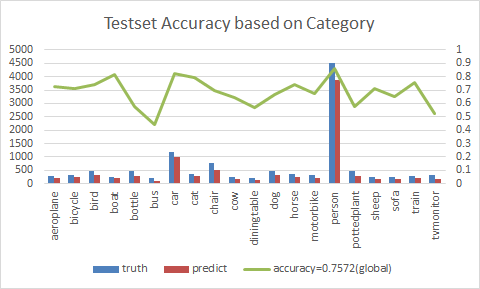 Testset Accuracy based on Category
5000 1
4500 0.9
4000 0.8
3500 0.7
3000 0.6
2500 0.5
2000 0.4
1500 0.3
1000 0.2
500 0.1
0 0
aeroplane
bicycle
bird
boat
bottle
bus
car
cat
chair
cow
diningtable
dog
horse
motorbike
person
pottedplant
sheep
sofa
train
tvmonitor
truth predict accuracy=0.7572(global)